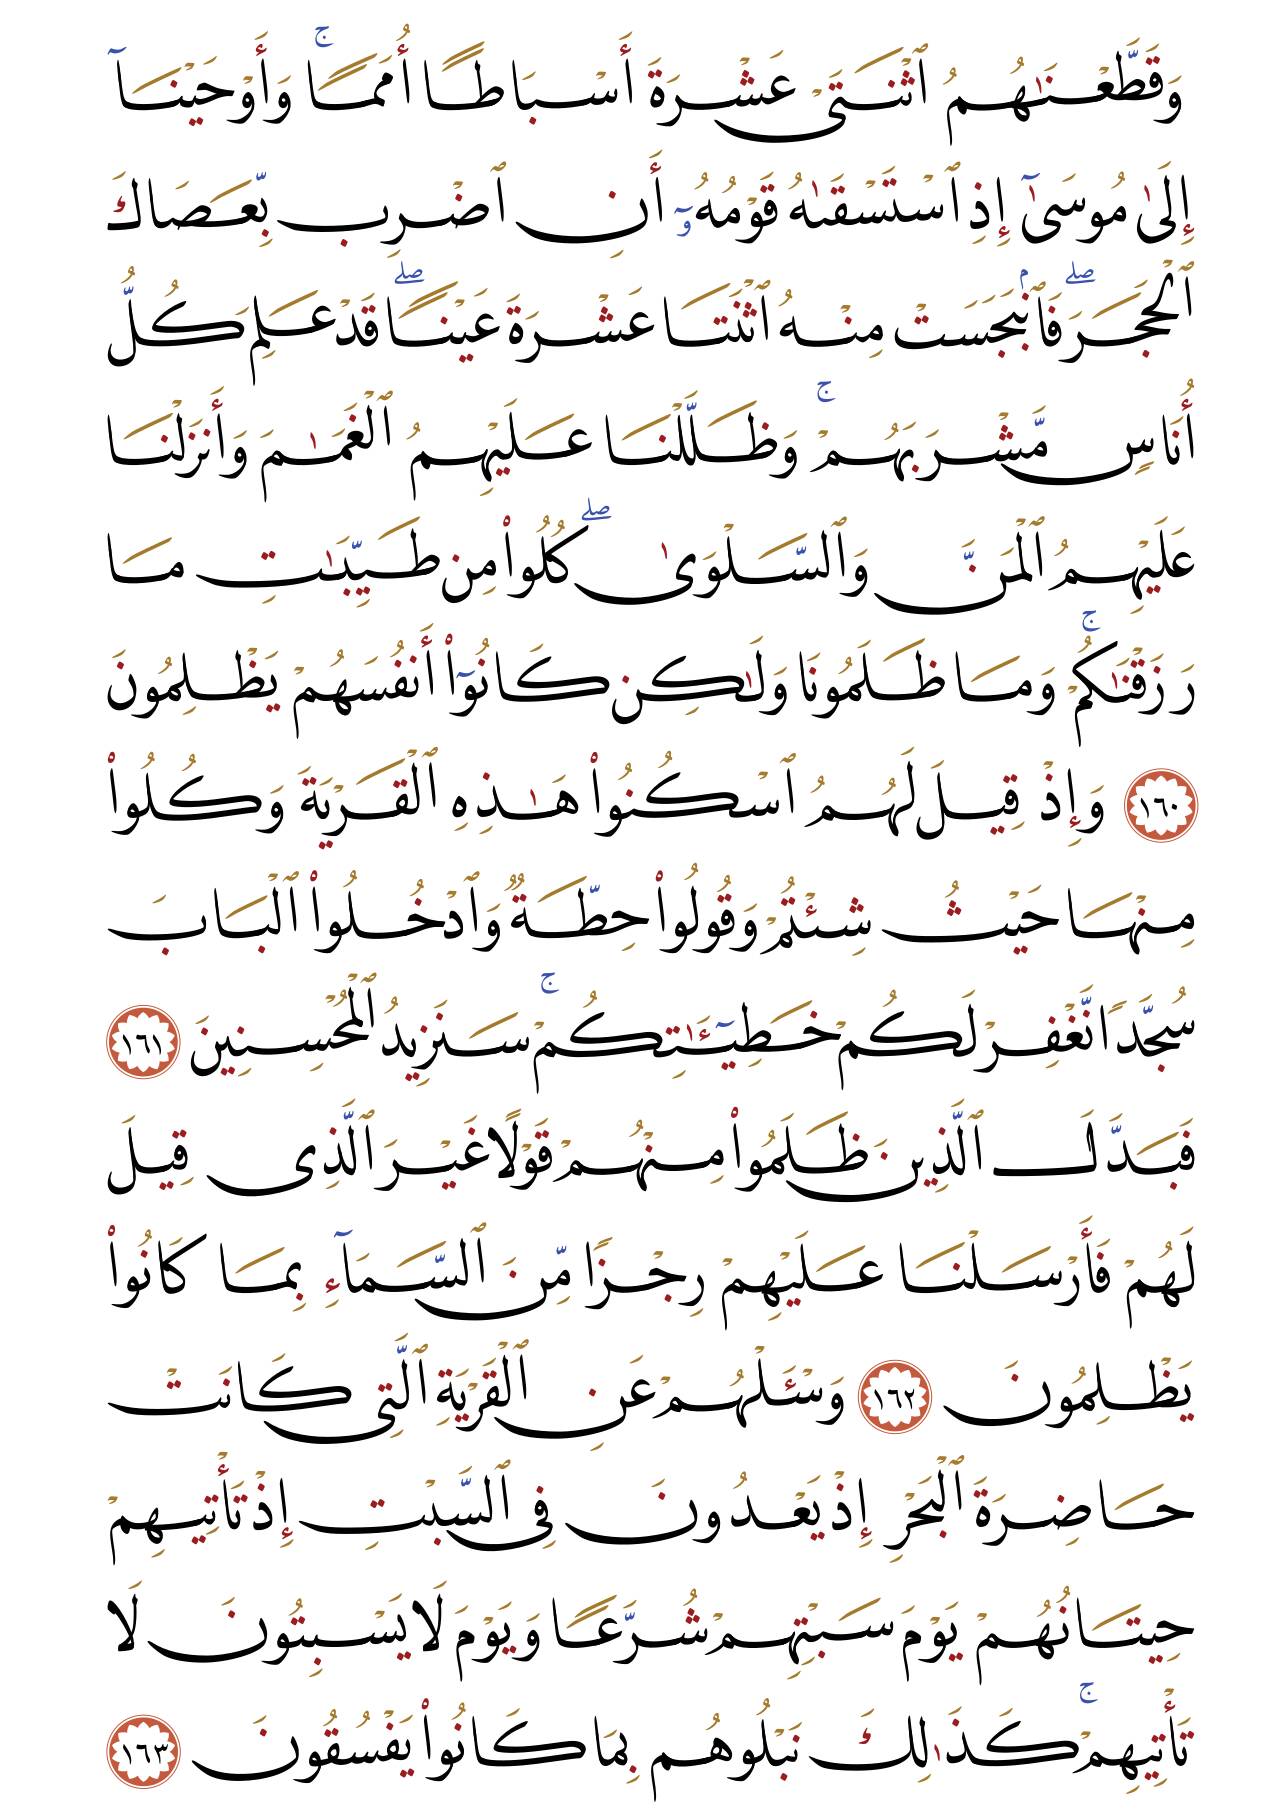 وَقَطَّعْنَٰهُمُ ٱثْنَتَىْ عَشْرَةَ أَسْبَاطًا أُمَمًا ۚ وَأَوْحَيْنَآ
إِلَىٰ مُوسَىٰٓ إِذِ ٱسْتَسْقَىٰهُ قَوْمُهُۥٓ أَنِ ٱضْرِب بِّعَصَاكَ
ٱلْحَجَرَ ۖ فَٱنۢبَجَسَتْ مِنْهُ ٱثْنَتَا عَشْرَةَ عَيْنًا ۖ قَدْ عَلِمَ كُلُّ
أُنَاسٍ مَّشْرَبَهُمْ ۚ وَظَلَّلْنَا عَلَيْهِمُ ٱلْغَمَٰمَ وَأَنزَلْنَا
عَلَيْهِمُ ٱلْمَنَّ وَٱلسَّلْوَىٰ ۖ كُلُوا۟ مِن طَيِّبَٰتِ مَا
رَزَقْنَٰكُمْ ۚ وَمَا ظَلَمُونَا وَلَٰكِن كَانُوٓا۟ أَنفُسَهُمْ يَظْلِمُونَ
١٦٠ وَإِذْ قِيلَ لَهُمُ ٱسْكُنُوا۟ هَٰذِهِ ٱلْقَرْيَةَ وَكُلُوا۟
مِنْهَا حَيْثُ شِئْتُمْ وَقُولُوا۟ حِطَّةٌ وَٱدْخُلُوا۟ ٱلْبَابَ
سُجَّدًا نَّغْفِرْ لَكُمْ خَطِيٓـَٰٔتِكُمْ ۚ سَنَزِيدُ ٱلْمُحْسِنِينَ ١٦١
فَبَدَّلَ ٱلَّذِينَ ظَلَمُوا۟ مِنْهُمْ قَوْلًا غَيْرَ ٱلَّذِى قِيلَ
لَهُمْ فَأَرْسَلْنَا عَلَيْهِمْ رِجْزًا مِّنَ ٱلسَّمَآءِ بِمَا كَانُوا۟
يَظْلِمُونَ ١٦٢ وَسْـَٔلْهُمْ عَنِ ٱلْقَرْيَةِ ٱلَّتِى كَانَتْ
حَاضِرَةَ ٱلْبَحْرِ إِذْ يَعْدُونَ فِى ٱلسَّبْتِ إِذْ تَأْتِيهِمْ
حِيتَانُهُمْ يَوْمَ سَبْتِهِمْ شُرَّعًا وَيَوْمَ لَا يَسْبِتُونَ لَا
تَأْتِيهِمْ ۚ كَذَٰلِكَ نَبْلُوهُم بِمَا كَانُوا۟ يَفْسُقُونَ ١٦٣